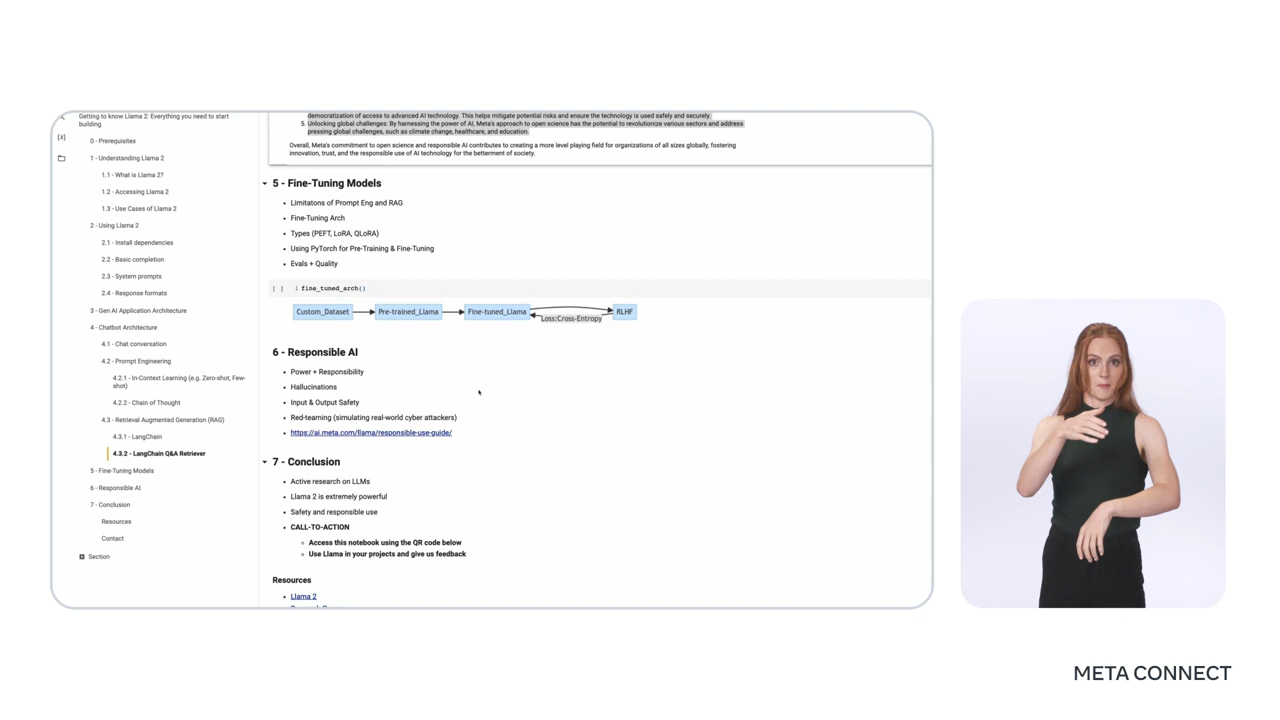 Getting to know Llama 2: Everything you need to start
building
0 - Prerequisites
1 - Understanding Llama 2
1.1 - What is Llama 2?
1.2 - Accessing Llama 2
1.3 - Use Cases of Llama 2
2 - Using Llama 2
2.1 - Install dependencies
2.2 - Basic completion
2.3 - System prompts
2.4 - Response formats
3 - Gen AI Application Architecture
4 - Chatbot Architecture
4.1 - Chat conversation
4.2 - Prompt Engineering
4.2.1 - In-Context Learning (e.g. Zero-shot, Few-
shot)
4.2.2 - Chain of Thought
4.3 - Retrieval Augmented Generation (RAG)
4.3.1 - LangChain
4.3.2 - LangChain Q&A Retriever
5 - Fine-Tuning Models
6 - Responsible AI
7 - Conclusion
Resources
Contact
Section
democratization of access to advanced AI technology. This helps mitigate potential risks and ensure the technology is used safely and securely.
5. Unlocking global challenges: By harnessing the power of AI, Meta's approach to open science has the potential to revolutionize various sectors and address
pressing global challenges, such as climate change, healthcare, and education.
Overall, Meta's commitment to open science and responsible AI contributes to creating a more level playing field for organizations of all sizes globally, fostering
innovation, trust, and the responsible use of AI technology for the betterment of society.
5 - Fine-Tuning Models
• Limitatons of Prompt Eng and RAG
• Fine-Tuning Arch
• Types (PEFT, LoRA, QLoRA)
• Using PyTorch for Pre-Training & Fine-Tuning
• Evals + Quality
[ ] 1 fine_tuned_arch()
Custom_Dataset Pre-trained_Llama Fine-tuned_Llama Loss:Cross-Entropy RLHF
6 - Responsible AI
• Power + Responsibility
• Hallucinations
• Input & Output Safety
• Red-teaming (simulating real-world cyber attackers)
• https://ai.meta.com/llama/responsible-use-guide/
7 - Conclusion
• Active research on LLMs
• Llama 2 is extremely powerful
• Safety and responsible use
• CALL-TO-ACTION
◦ Access this notebook using the QR code below
◦ Use Llama in your projects and give us feedback
Resources
• Llama 2
META CONNECT